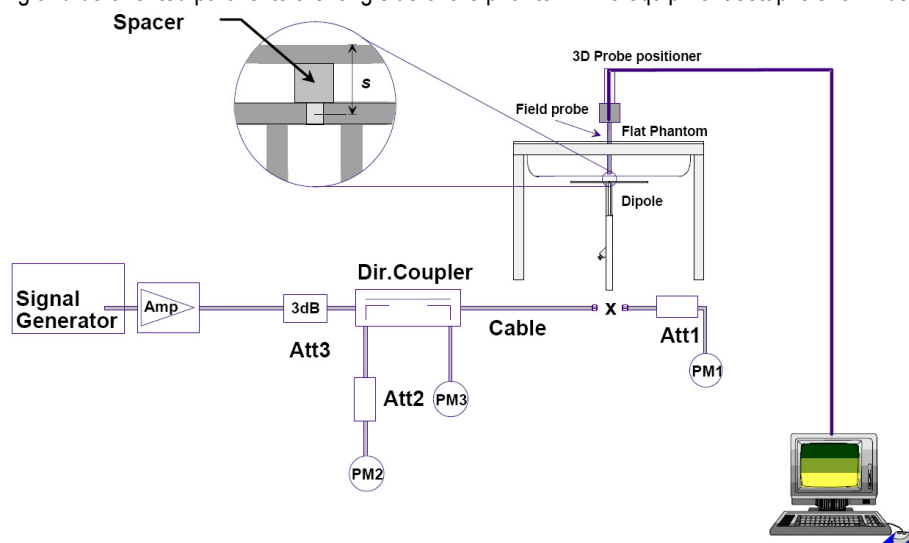 Spacer
s
3D Probe positioner
Field probe
Flat Phantom
Dipole
Signal
Generator
Amp
3dB
Att3
Dir.Coupler
Cable
x
Att1
PM1
Att2
PM3
PM2